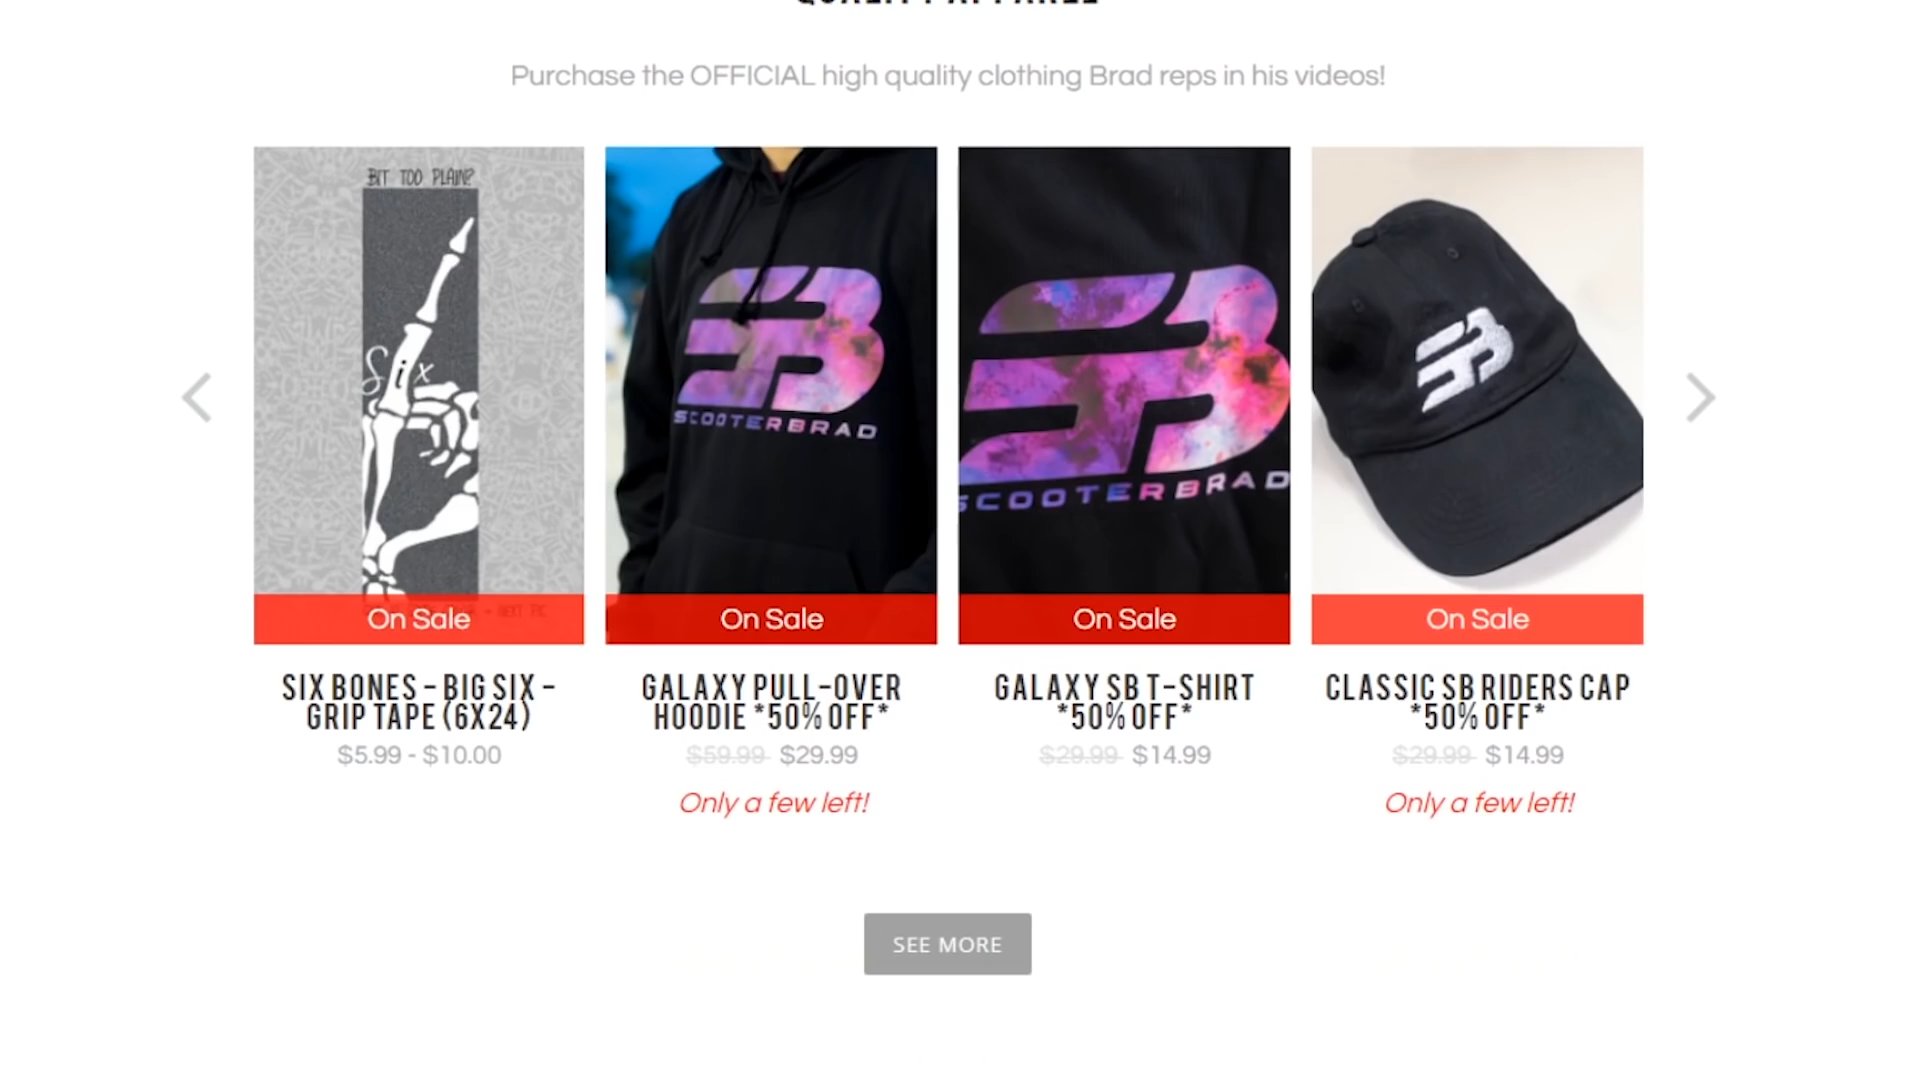 QUALITY APPAREL
Purchase the OFFICIAL high quality clothing Brad reps in his videos!
BIT TOO PLAIN?
Six
SCOOTERBRAD
SCOOTERBRAD
On Sale
On Sale
On Sale
On Sale
SIX BONES - BIG SIX -
GRIP TAPE (6X24)
$5.99 - $10.00
GALAXY PULL-OVER
HOODIE *50% OFF*
$59.99 $29.99
Only a few left!
GALAXY SB T-SHIRT
*50% OFF*
$29.99 $14.99
CLASSIC SB RIDERS CAP
*50% OFF*
$29.99 $14.99
Only a few left!
SEE MORE